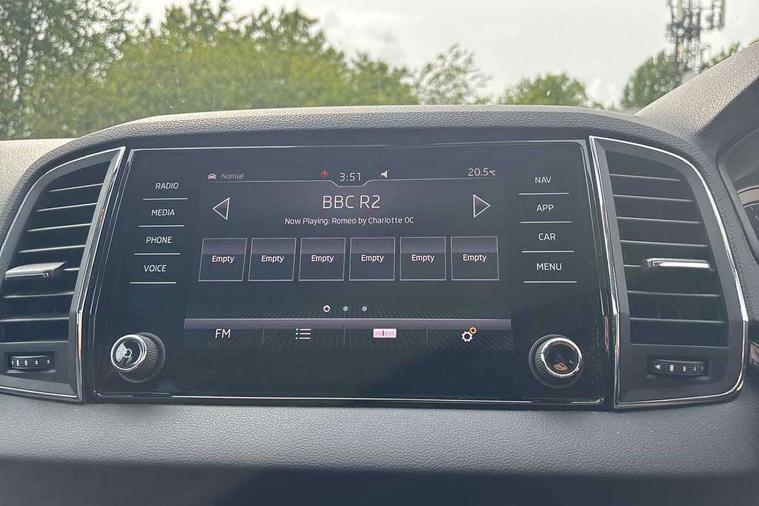 Normal 3:51 20.5°C
RADIO
MEDIA
PHONE
VOICE
BBC R2
Now Playing: Romeo by Charlotte OC
Empty Empty Empty Empty Empty Empty
FM
NAV
APP
CAR
MENU